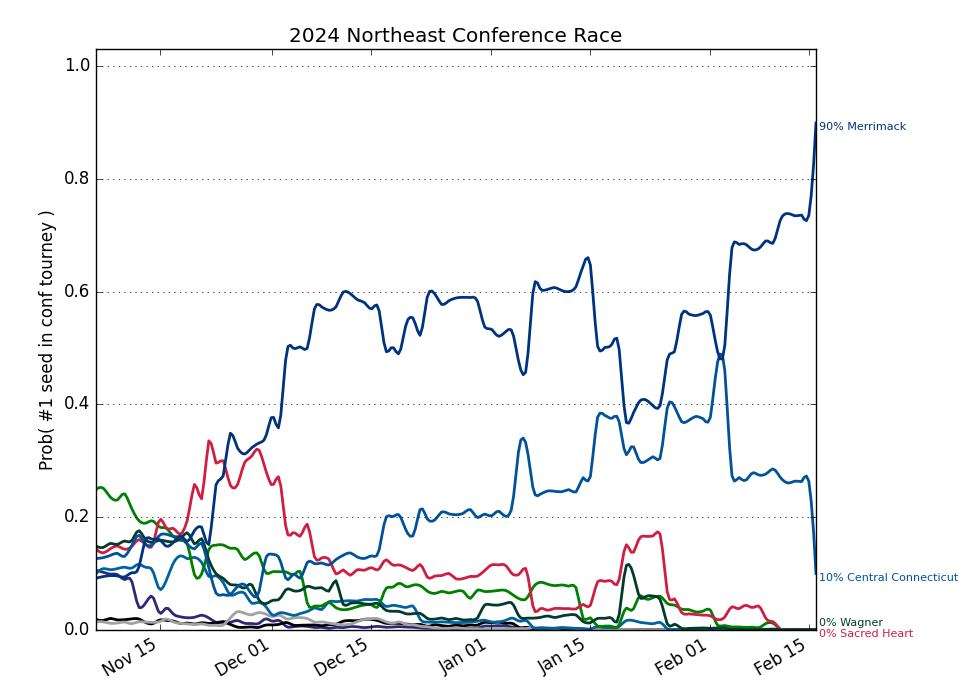 2024 Northeast Conference Race
Prob( #1 seed in conf tourney )
1.0
0.8
0.6
0.4
0.2
0.0
90% Merrimack
10% Central Connecticut
0% Wagner
0% Sacred Heart
Nov 15
Dec 01
Dec 15
Jan 01
Jan 15
Feb 01
Feb 15